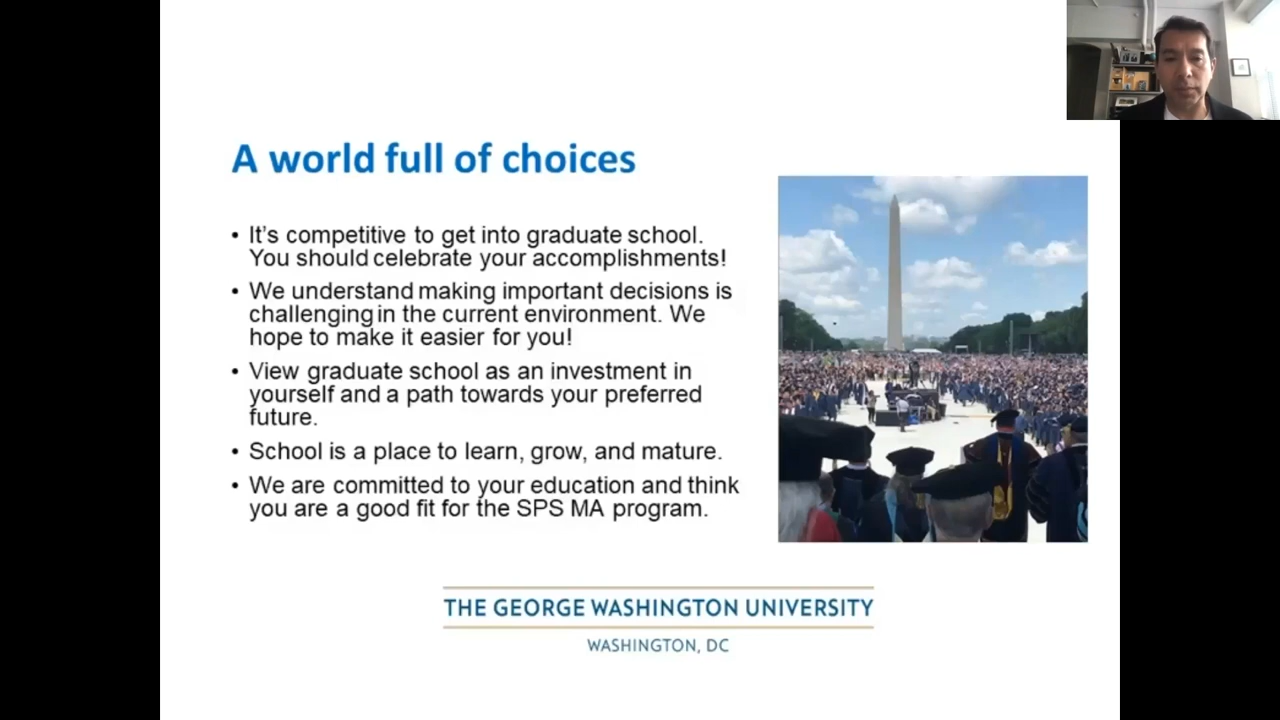 A world full of choices
• It's competitive to get into graduate school.
You should celebrate your accomplishments!
• We understand making important decisions is
challenging in the current environment. We
hope to make it easier for you!
• View graduate school as an investment in
yourself and a path towards your preferred
future.
• School is a place to learn, grow, and mature.
• We are committed to your education and think
you are a good fit for the SPS MA program.
THE GEORGE WASHINGTON UNIVERSITY
WASHINGTON, DC